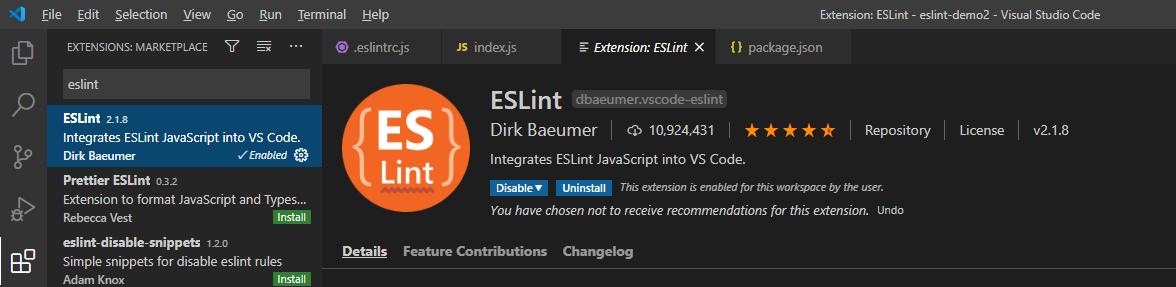 File Edit Selection View Go Run Terminal Help Extension: ESLint - eslint-demo2 - Visual Studio Code
EXTENSIONS: MARKETPLACE
.eslintrc.js JS index.js Extension: ESLint {} package.json
eslint
ESLint 2.1.8
Integrates ESLint JavaScript into VS Code.
Dirk Baeumer ✓Enabled
Prettier ESLint 0.3.2
Extension to format JavaScript and Types...
Rebecca Vest Install
eslint-disable-snippets 1.2.0
Simple snippets for disable eslint rules
Adam Knox Install
{ES}
Lint
ESLint dbaeumer.vscode-eslint
Dirk Baeumer 10,924,431 Repository License v2.1.8
Integrates ESLint JavaScript into VS Code.
Disable Uninstall This extension is enabled for this workspace by the user.
You have chosen not to receive recommendations for this extension. Undo
Details Feature Contributions Changelog